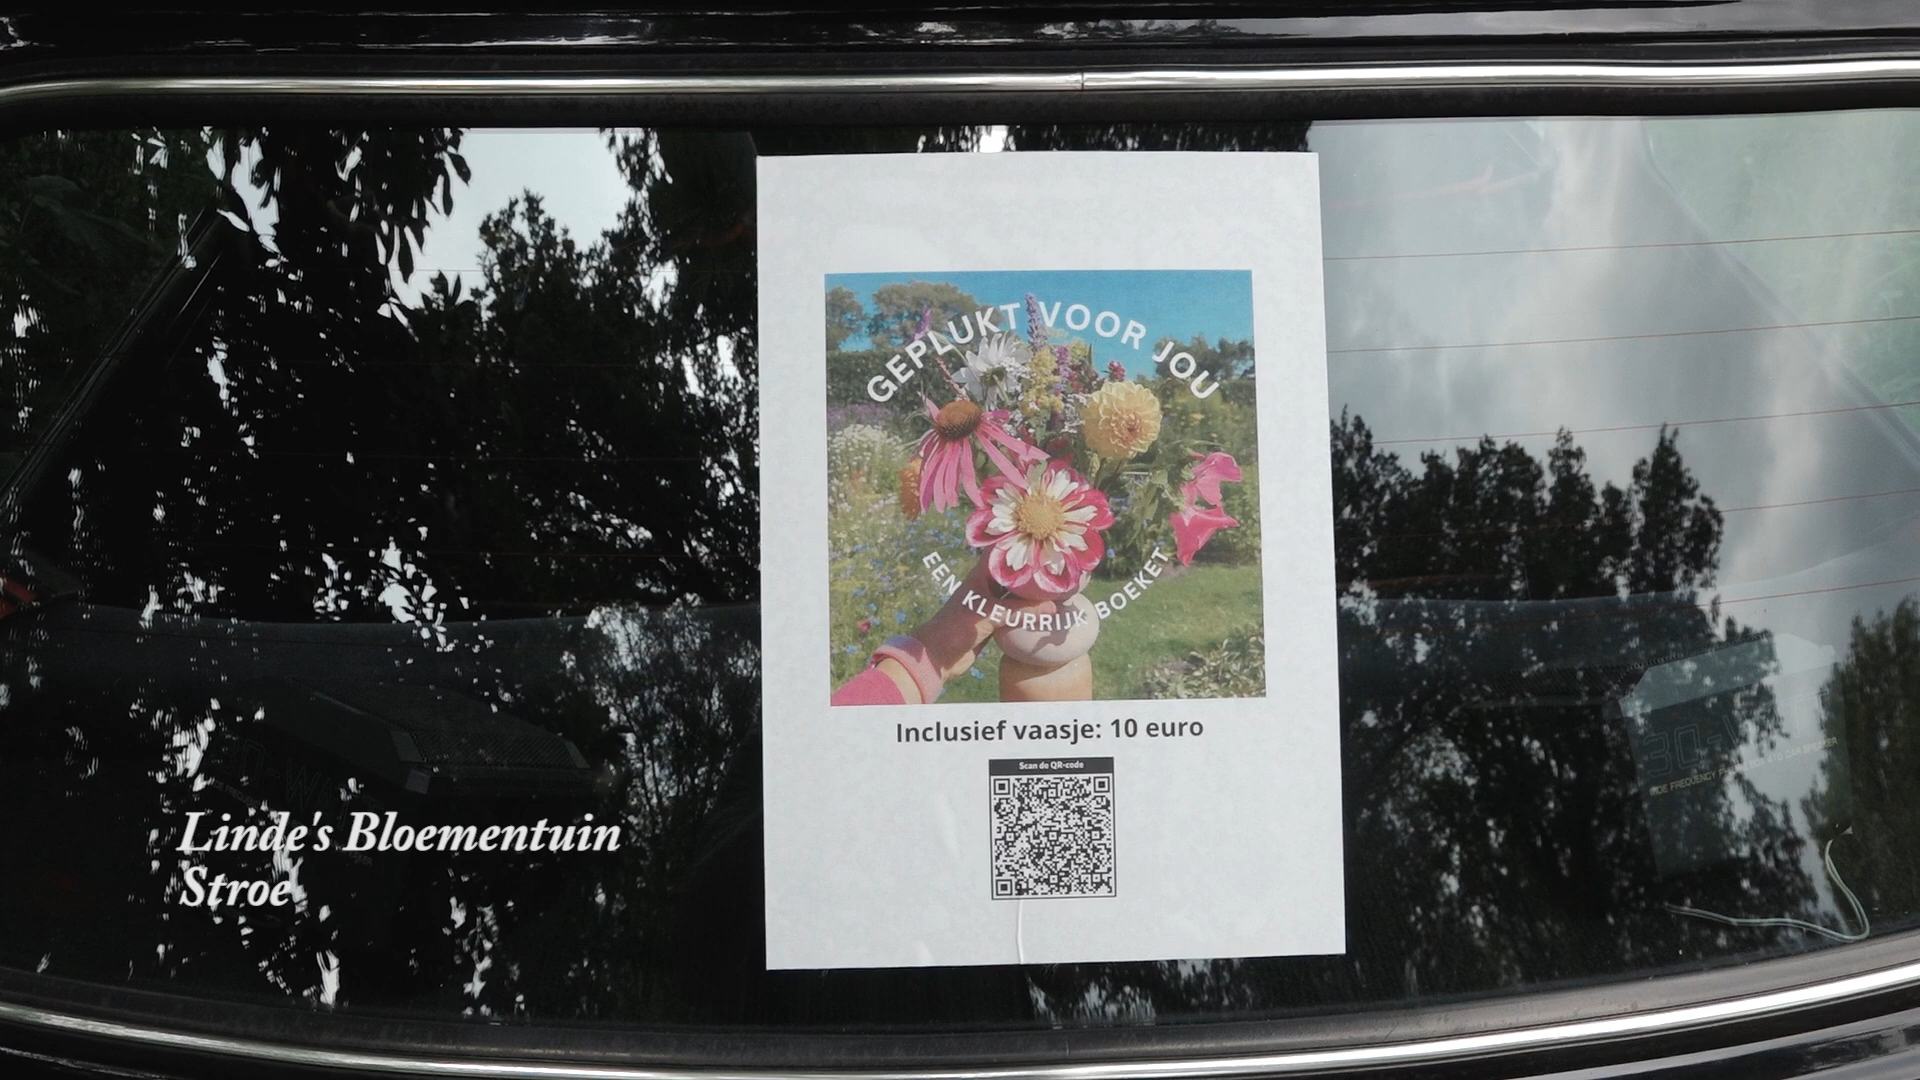 GEPLUKT VOOR JOU
EEN KLEURRIJK BOEKET
Inclusief vaasje: 10 euro
Scan de QR-code
Linde's Bloementuin
Stroe